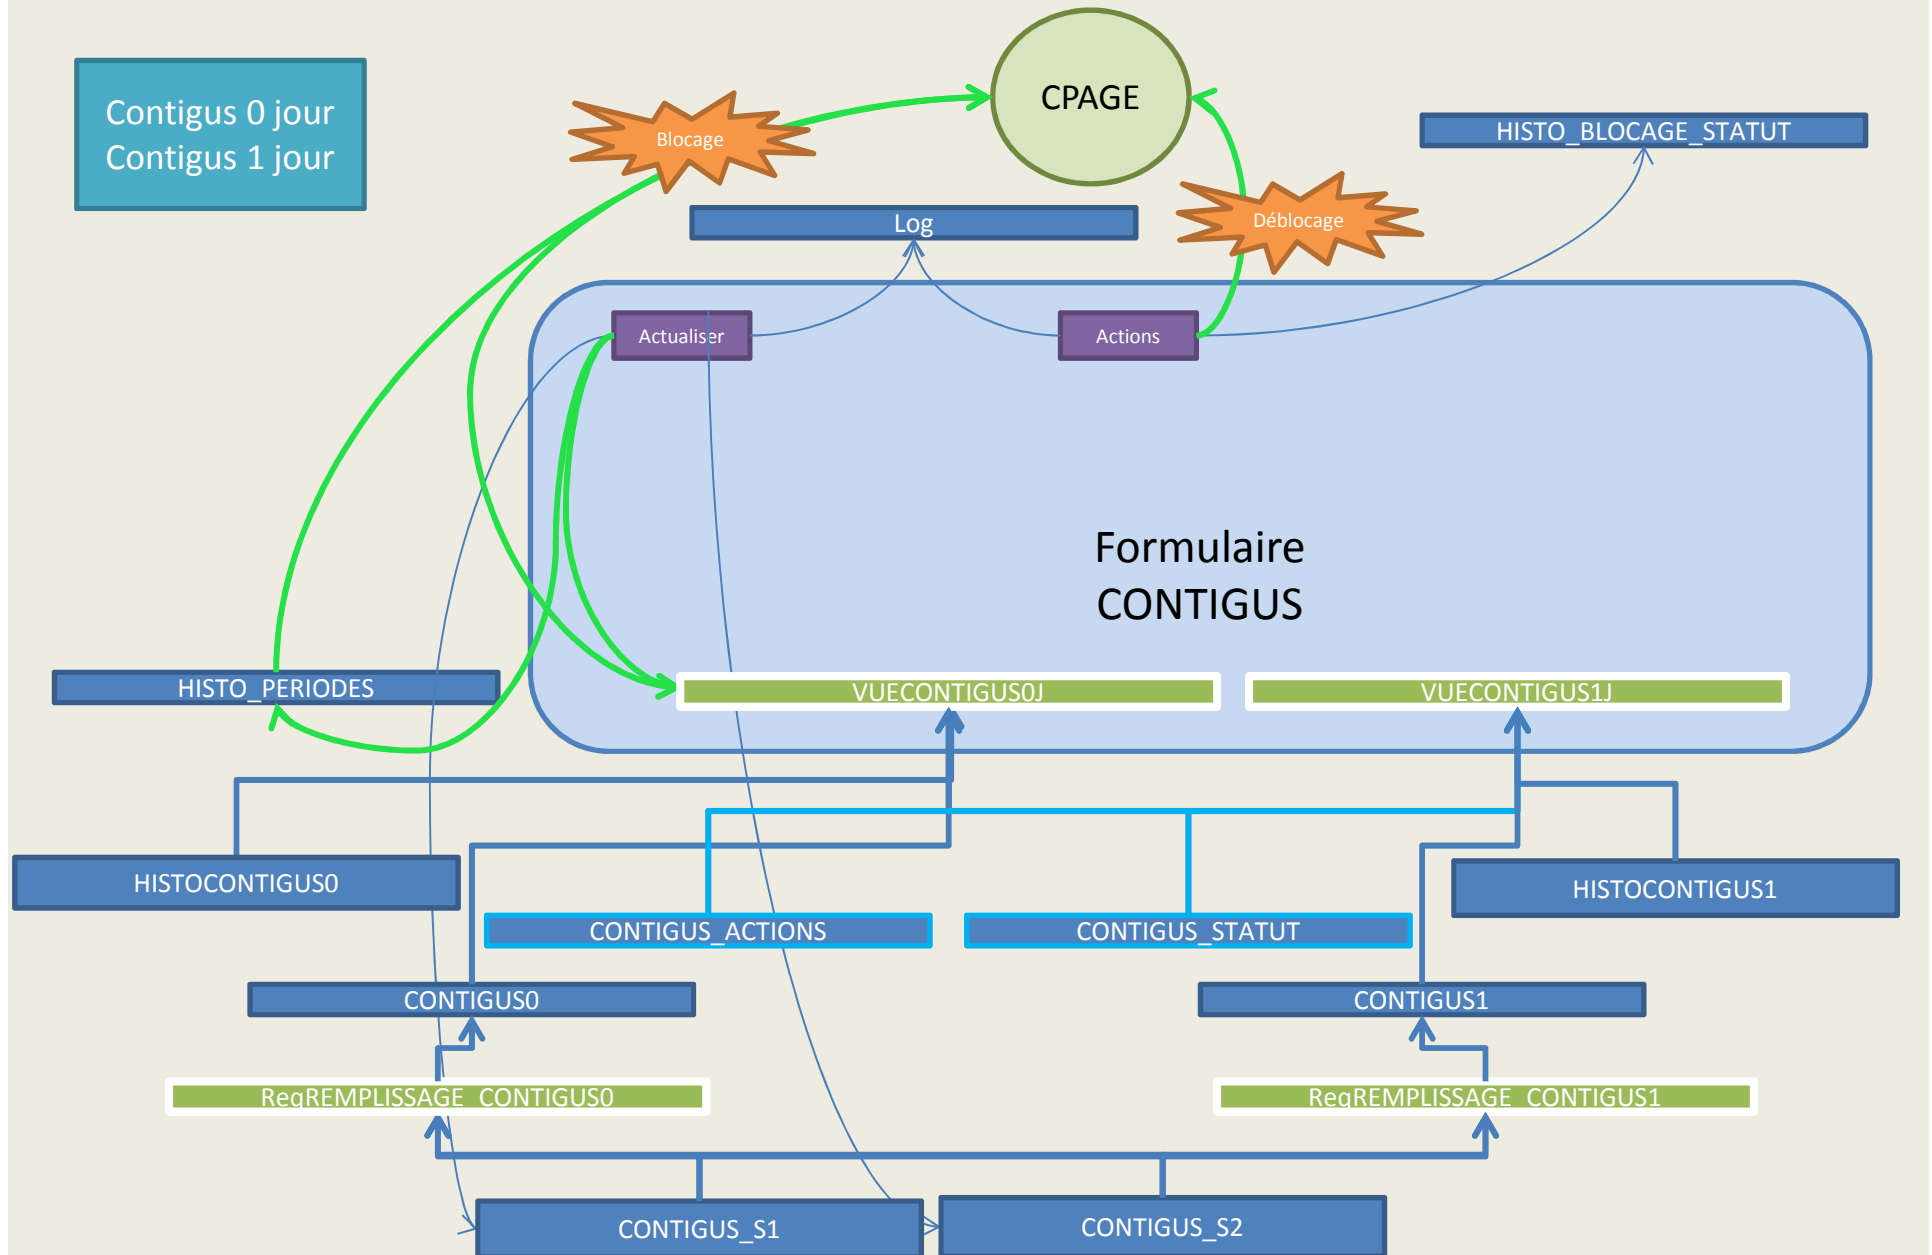 Contigus 0 jour
Contigus 1 jour
CPAGE
Blocage
HISTO_BLOCAGE_STATUT
Log
Déblocage
Actualiser
Actions
Formulaire
CONTIGUS
HISTO_PERIODES
VUECONTIGUS0J
VUECONTIGUS1J
HISTOCONTIGUS0
HISTOCONTIGUS1
CONTIGUS_ACTIONS
CONTIGUS_STATUT
CONTIGUS0
CONTIGUS1
ReqREMPLISSAGE_CONTIGUS0
ReqREMPLISSAGE_CONTIGUS1
CONTIGUS_S1
CONTIGUS_S2